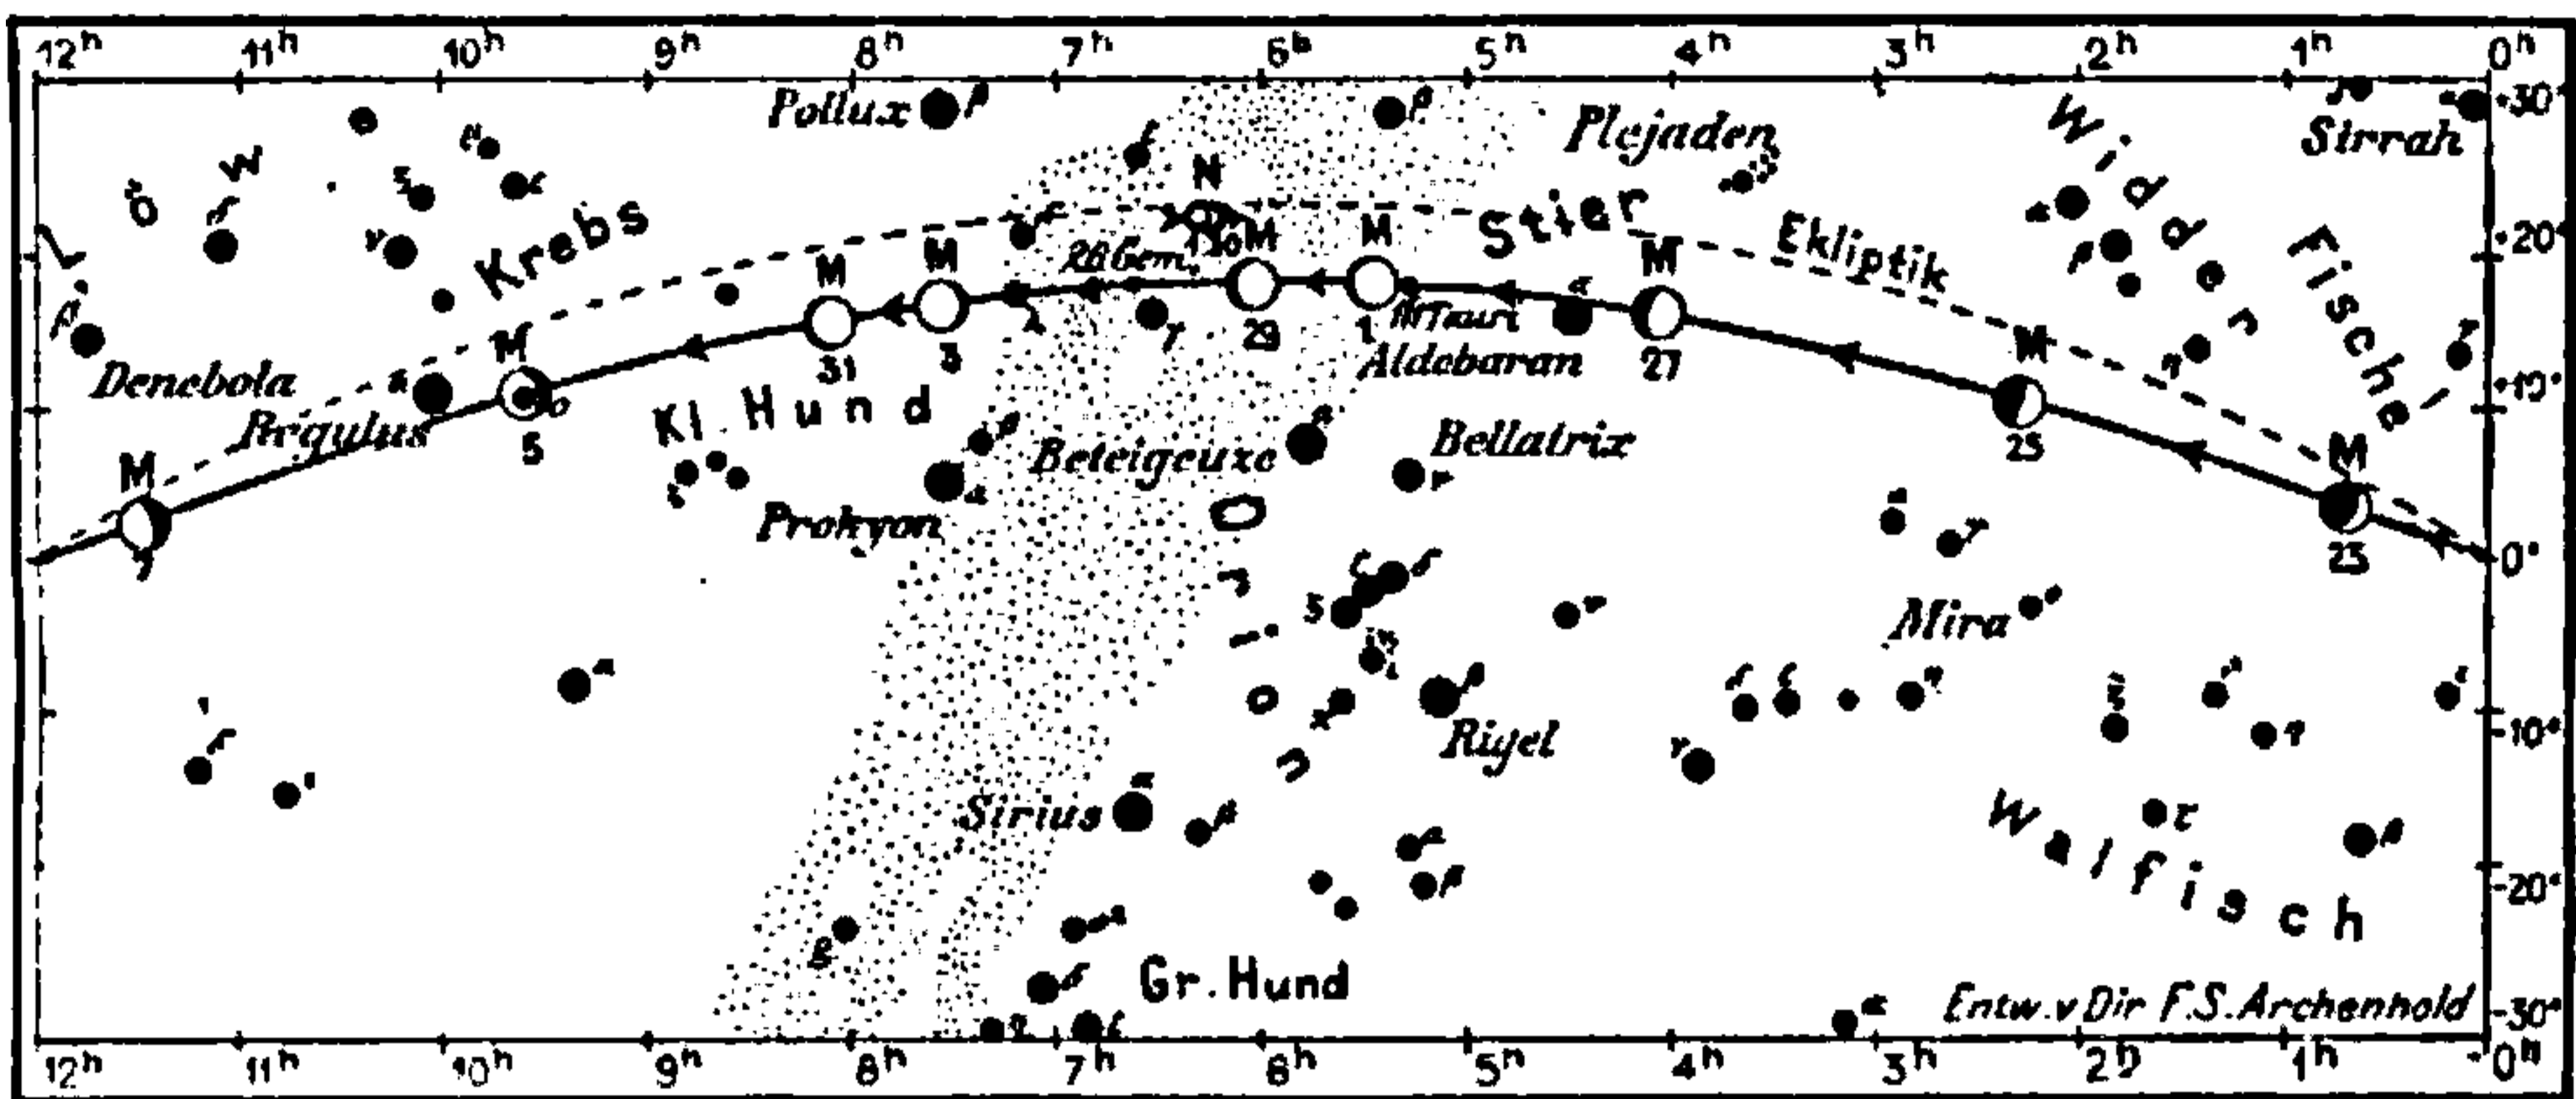 12h 11h 10h 9h 8h 7h 6h 5h 4h 3h 2h 1h 0h
Pollux β
β
Plejaden
Widder
Sirrah
+30°
Löwe
Krebs
N
Stier
Ekliptik
Fische
+20°
M M M M M M M M M
26 Gem.
111 Tauri
31 3 29 1 27
Denebola
Regulus
Aldebaran
+10°
5
25
Kl. Hund
Beteigeuze
Bellatrix
Prokyon
7
23
0°
Orion
Mira
Rigel
-10°
Sirius
Walfisch
-20°
Gr. Hund
Entw. v Dir F.S. Archenhold
-30°
12h 11h 10h 9h 8h 7h 6h 5h 4h 3h 2h 1h 0h